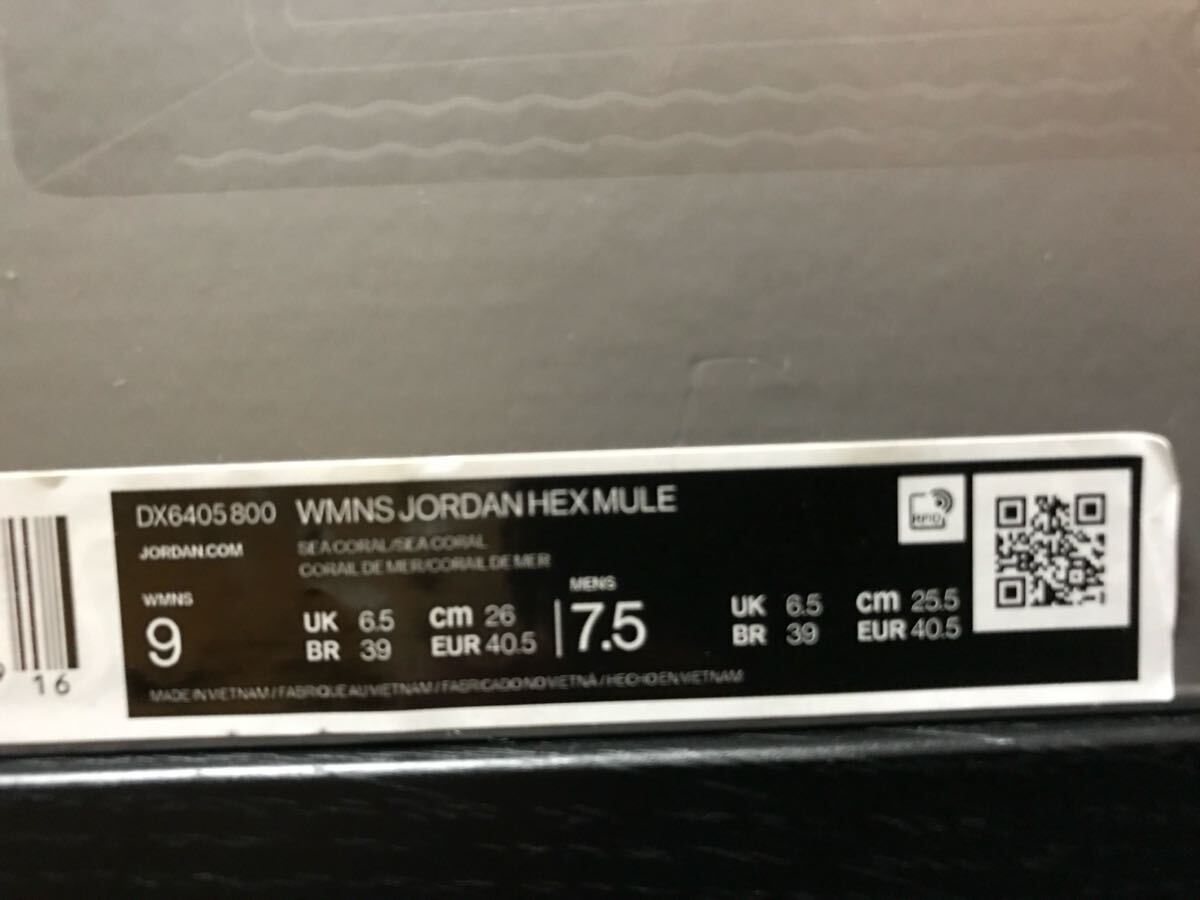 DX6405 800 WMNS JORDAN HEX MULE
JORDAN.COM
SEA CORAL/SEA CORAL
CORAIL DE MER/CORAIL DE MER
RFID
WMNS
9
UK 6.5 cm 26
BR 39 EUR 40.5
MENS
7.5
UK 6.5 cm 25.5
BR 39 EUR 40.5
MADE IN VIETNAM / FABRIQUE AU VIETNAM / FABRICADO NO VIETNÃ / HECHO EN VIETNAM
16